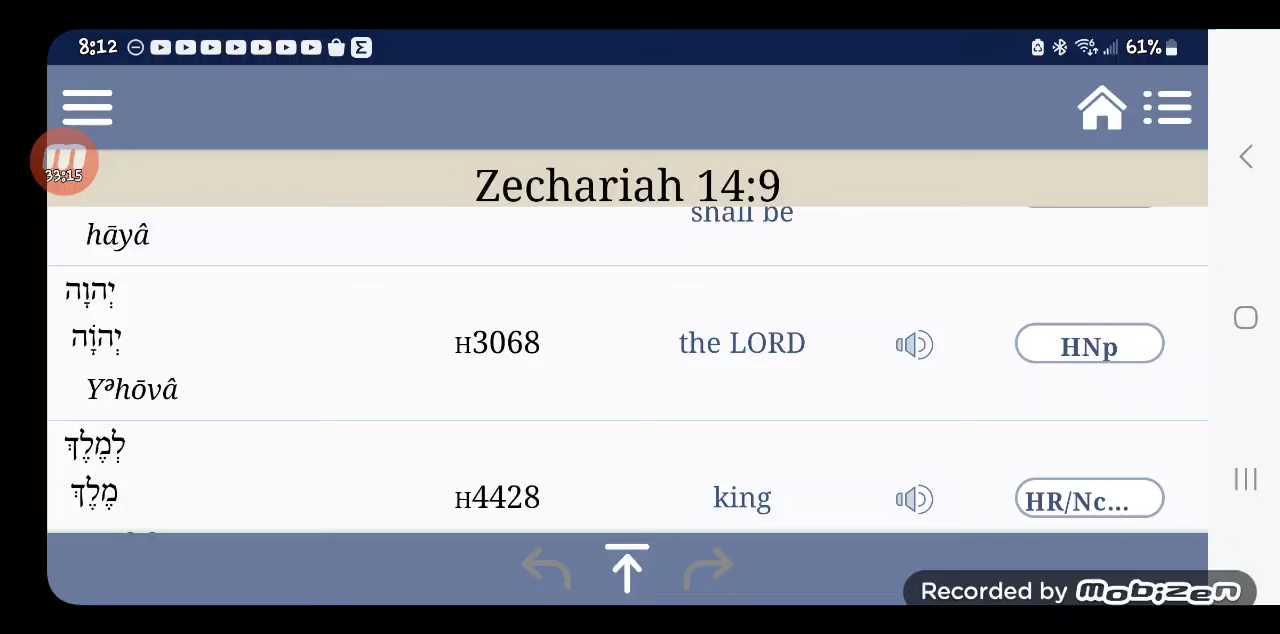 8:12
61%
33:15
Zechariah 14:9
shall be
hāyâ
יְהוָה
יְהֹוָה
H3068
the LORD
HNp
Yᵊhōvâ
לְמֶלֶךְ
מֶלֶךְ
H4428
king
HR/Nc...
Recorded by mobizen